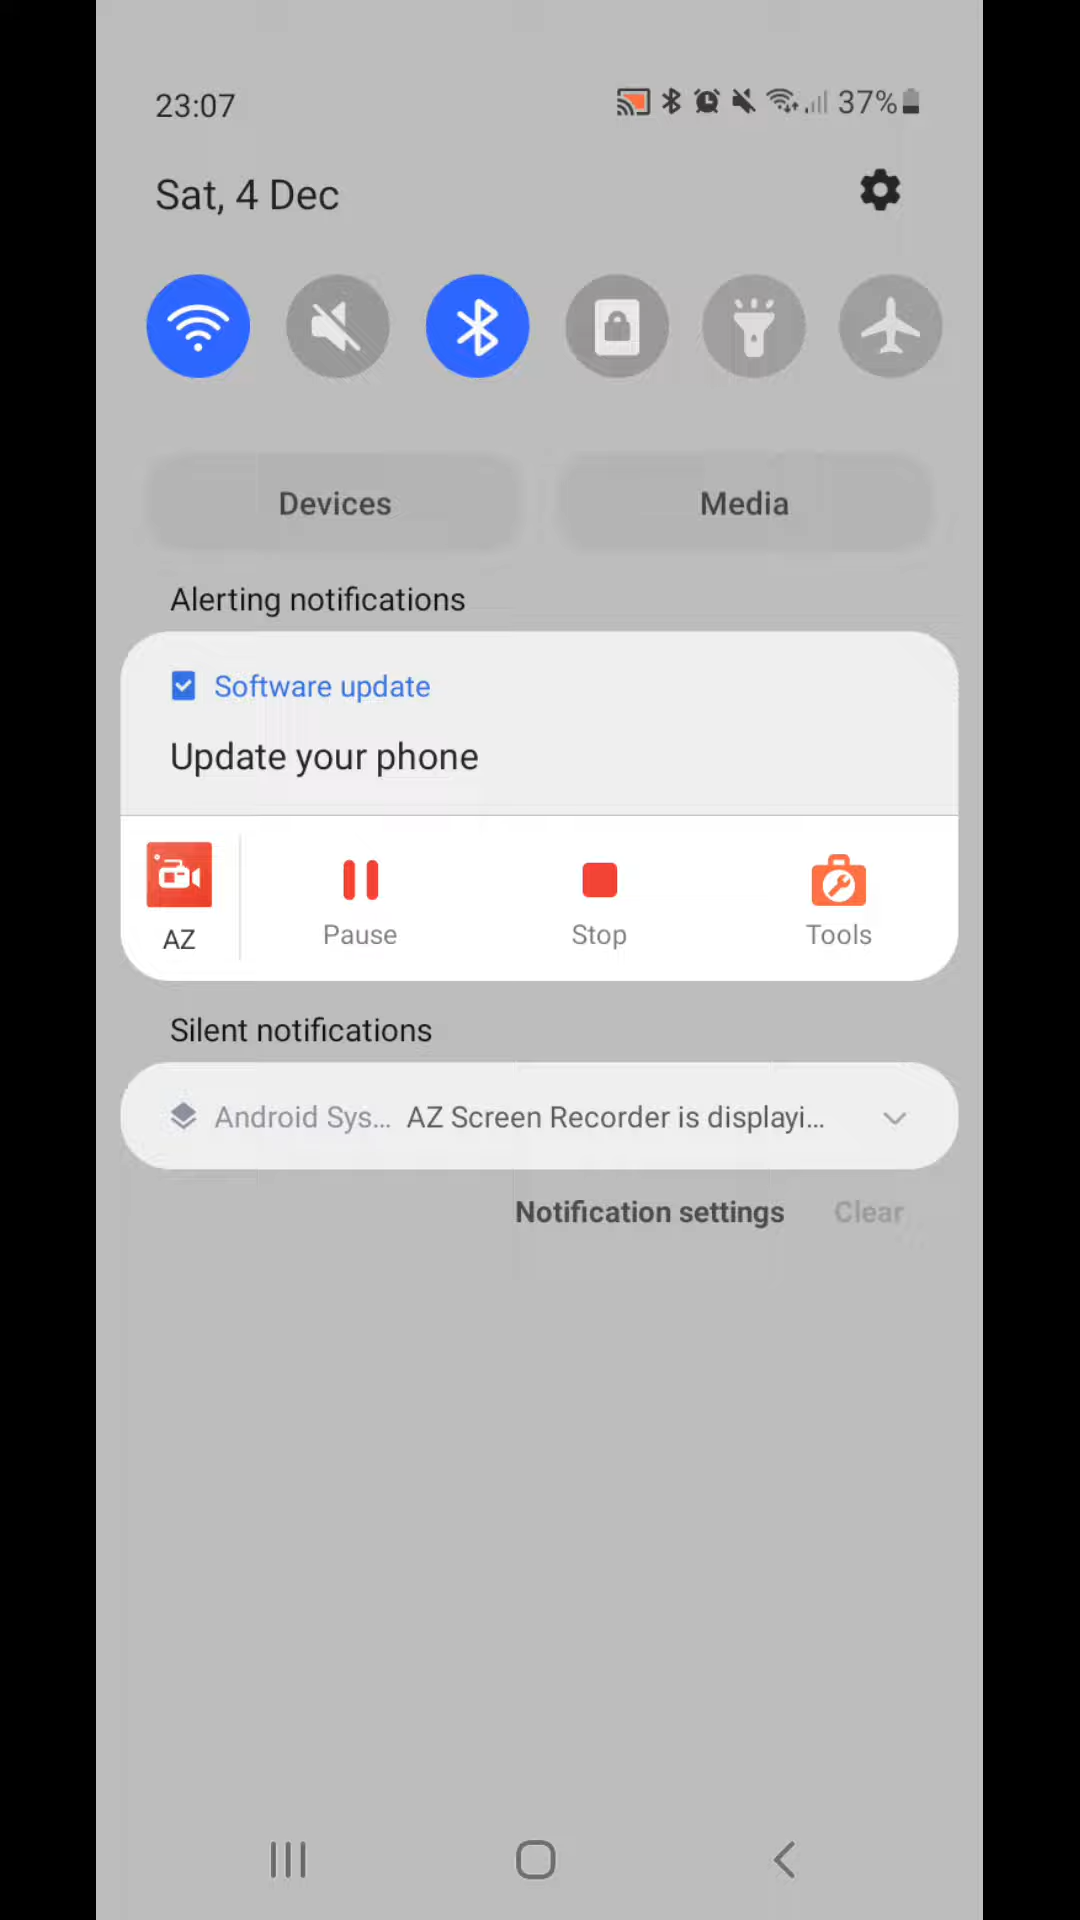 23:07
37%
Sat, 4 Dec
Devices
Media
Alerting notifications
Software update
Update your phone
AZ
Pause
Stop
Tools
Silent notifications
Android Sys... AZ Screen Recorder is displayi...
Notification settings
Clear